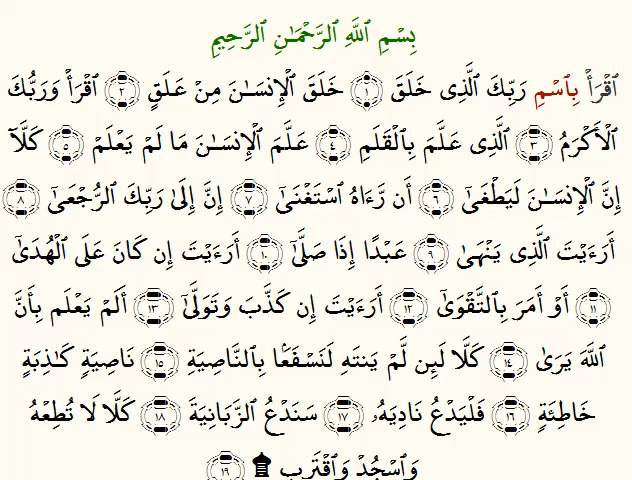 بِسْمِ ٱللَّهِ ٱلرَّحْمَـٰنِ ٱلرَّحِيمِ
ٱقْرَأْ بِٱسْمِ رَبِّكَ ٱلَّذِى خَلَقَ ١ خَلَقَ ٱلْإِنسَـٰنَ مِنْ عَلَقٍ ٢ ٱقْرَأْ وَرَبُّكَ
ٱلْأَكْرَمُ ٣ ٱلَّذِى عَلَّمَ بِٱلْقَلَمِ ٤ عَلَّمَ ٱلْإِنسَـٰنَ مَا لَمْ يَعْلَمْ ٥ كَلَّآ
إِنَّ ٱلْإِنسَـٰنَ لَيَطْغَىٰٓ ٦ أَن رَّءَاهُ ٱسْتَغْنَىٰٓ ٧ إِنَّ إِلَىٰ رَبِّكَ ٱلرُّجْعَىٰٓ ٨
أَرَءَيْتَ ٱلَّذِى يَنْهَىٰ ٩ عَبْدًا إِذَا صَلَّىٰٓ ١٠ أَرَءَيْتَ إِن كَانَ عَلَى ٱلْهُدَىٰٓ
١١ أَوْ أَمَرَ بِٱلتَّقْوَىٰٓ ١٢ أَرَءَيْتَ إِن كَذَّبَ وَتَوَلَّىٰٓ ١٣ أَلَمْ يَعْلَم بِأَنَّ
ٱللَّهَ يَرَىٰ ١٤ كَلَّا لَئِن لَّمْ يَنتَهِ لَنَسْفَعًۢا بِٱلنَّاصِيَةِ ١٥ نَاصِيَةٍ كَـٰذِبَةٍ
خَاطِئَةٍ ١٦ فَلْيَدْعُ نَادِيَهُۥ ١٧ سَنَدْعُ ٱلزَّبَانِيَةَ ١٨ كَلَّا لَا تُطِعْهُ
وَٱسْجُدْ وَٱقْتَرِب ۩ ١٩